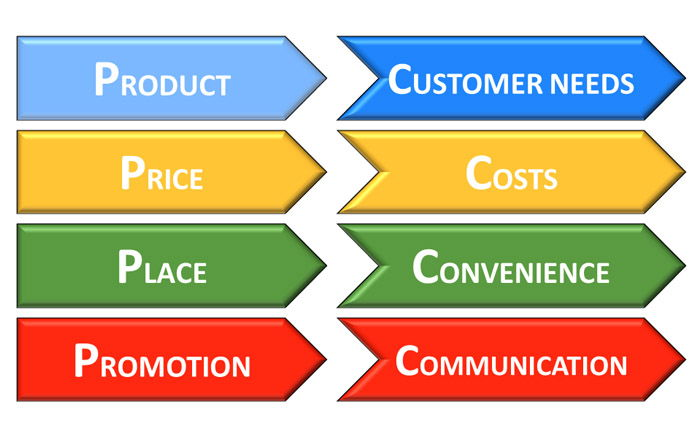 PRODUCT
CUSTOMER NEEDS
PRICE
COSTS
PLACE
CONVENIENCE
PROMOTION
COMMUNICATION